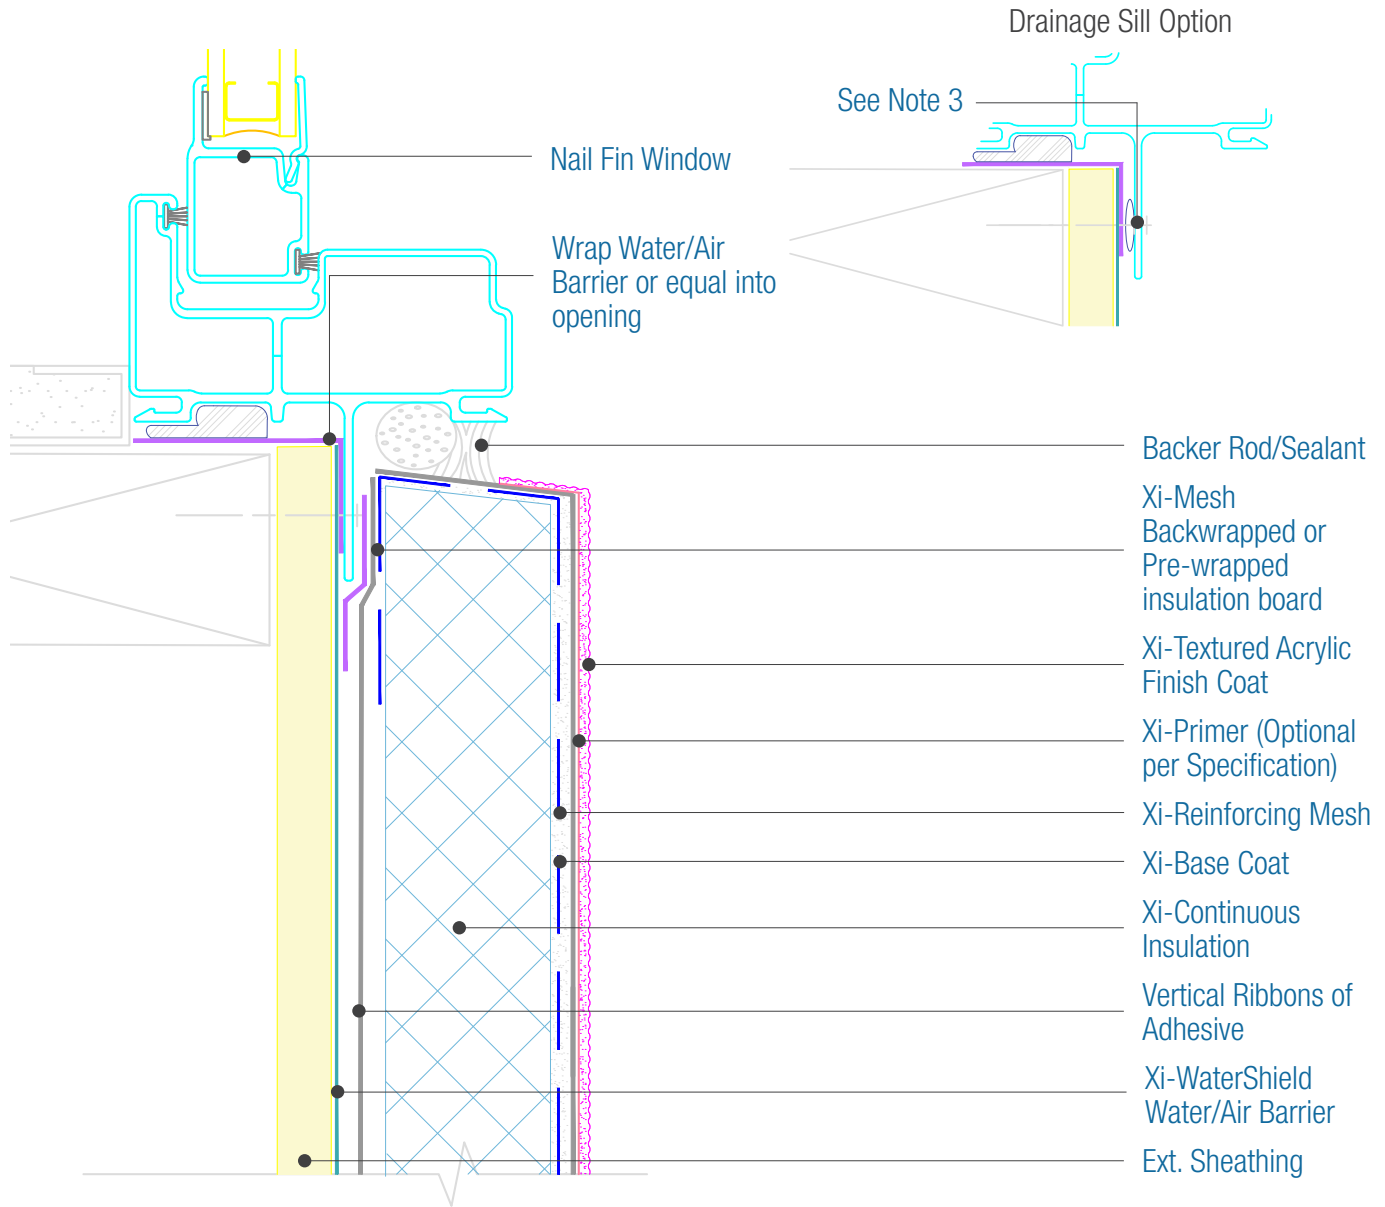 Drainage Sill Option
See Note 3
Nail Fin Window
Wrap Water/Air
Barrier or equal into
opening
Backer Rod/Sealant
Xi-Mesh
Backwrapped or
Pre-wrapped
insulation board
Xi-Textured Acrylic
Finish Coat
Xi-Primer (Optional
per Specification)
Xi-Reinforcing Mesh
Xi-Base Coat
Xi-Continuous
Insulation
Vertical Ribbons of
Adhesive
Xi-WaterShield
Water/Air Barrier
Ext. Sheathing